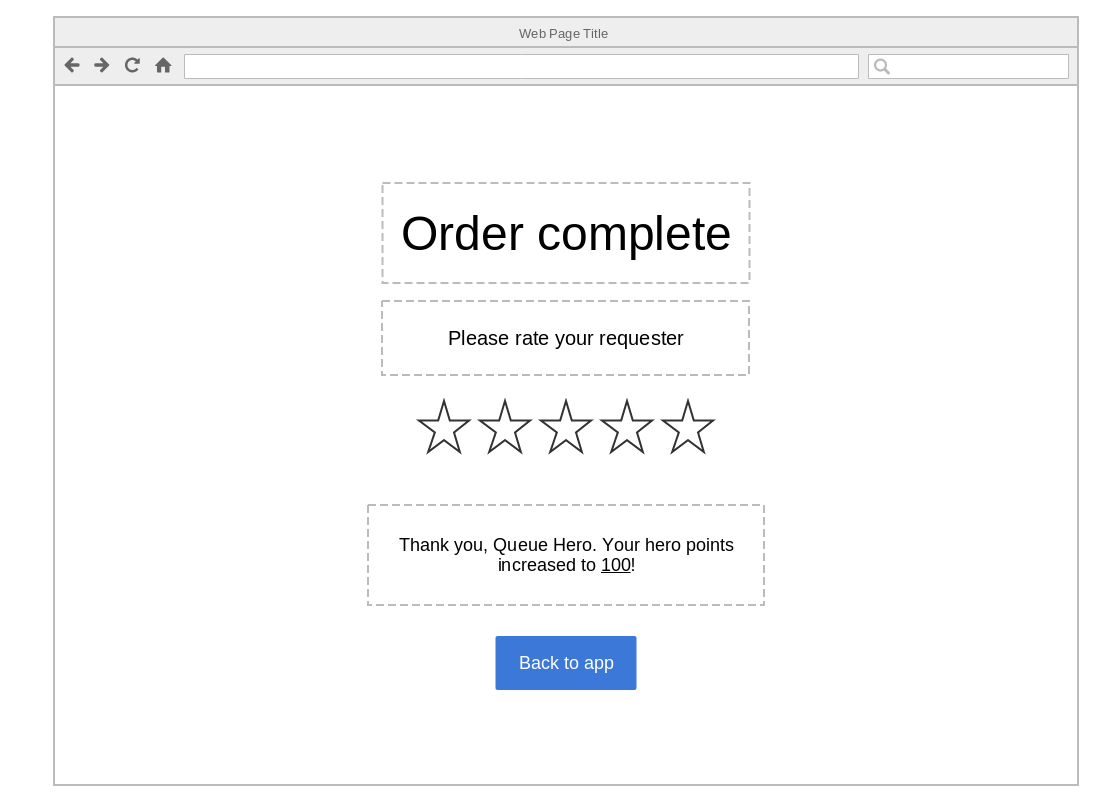 Web Page Title
Order complete
Please rate your requester
Thank you, Queue Hero. Your hero points
increased to 100!
Back to app